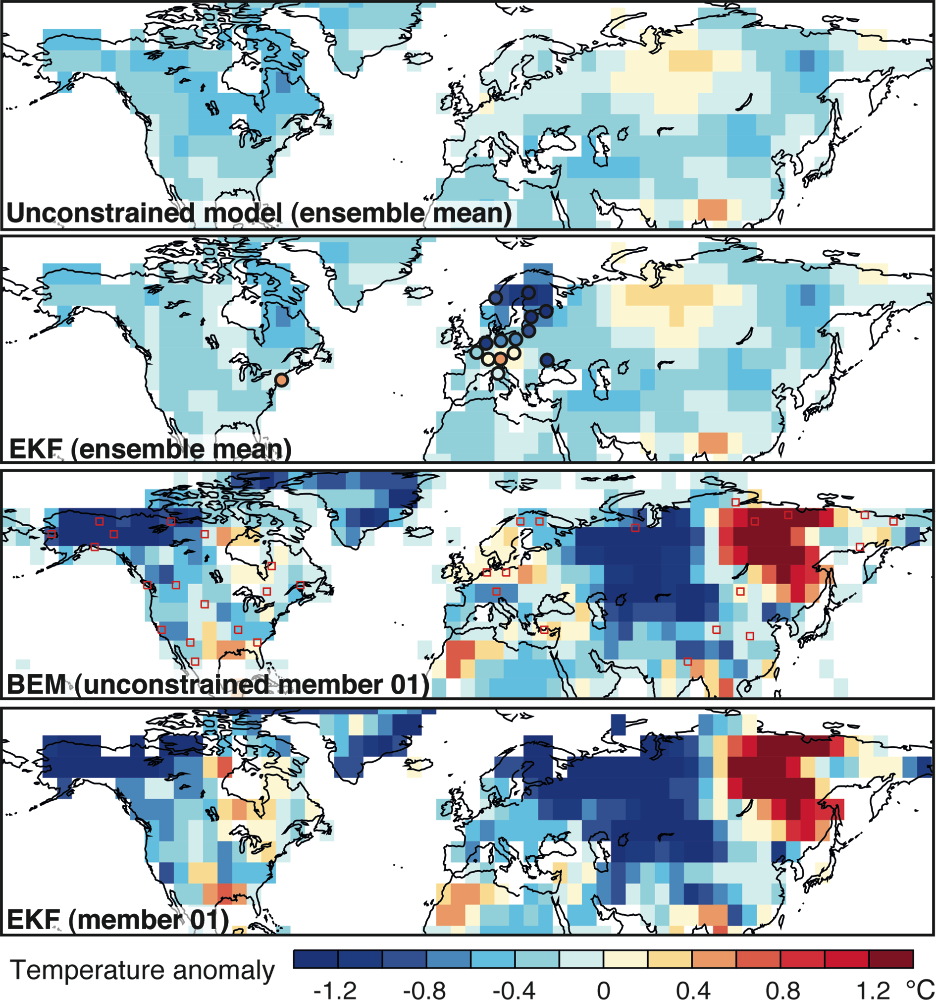 Unconstrained model (ensemble mean)
EKF (ensemble mean)
BEM (unconstrained member 01)
EKF (member 01)
Temperature anomaly
-1.2 -0.8 -0.4 0 0.4 0.8 1.2 °C